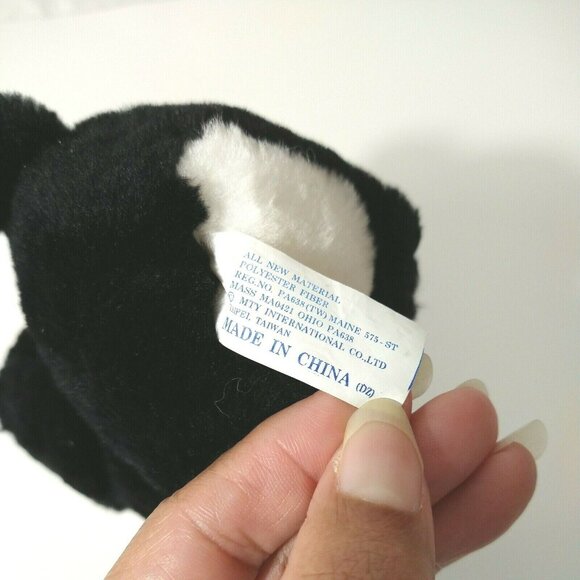 ALL NEW MATERIAL
POLYESTER FIBER
REG.NO. PA638(TW) MAINE 575-ST
MASS MA0421 OHIO PA638
© MTY INTERNATIONAL CO.,LTD
TAIPEI, TAIWAN
MADE IN CHINA (DZ)